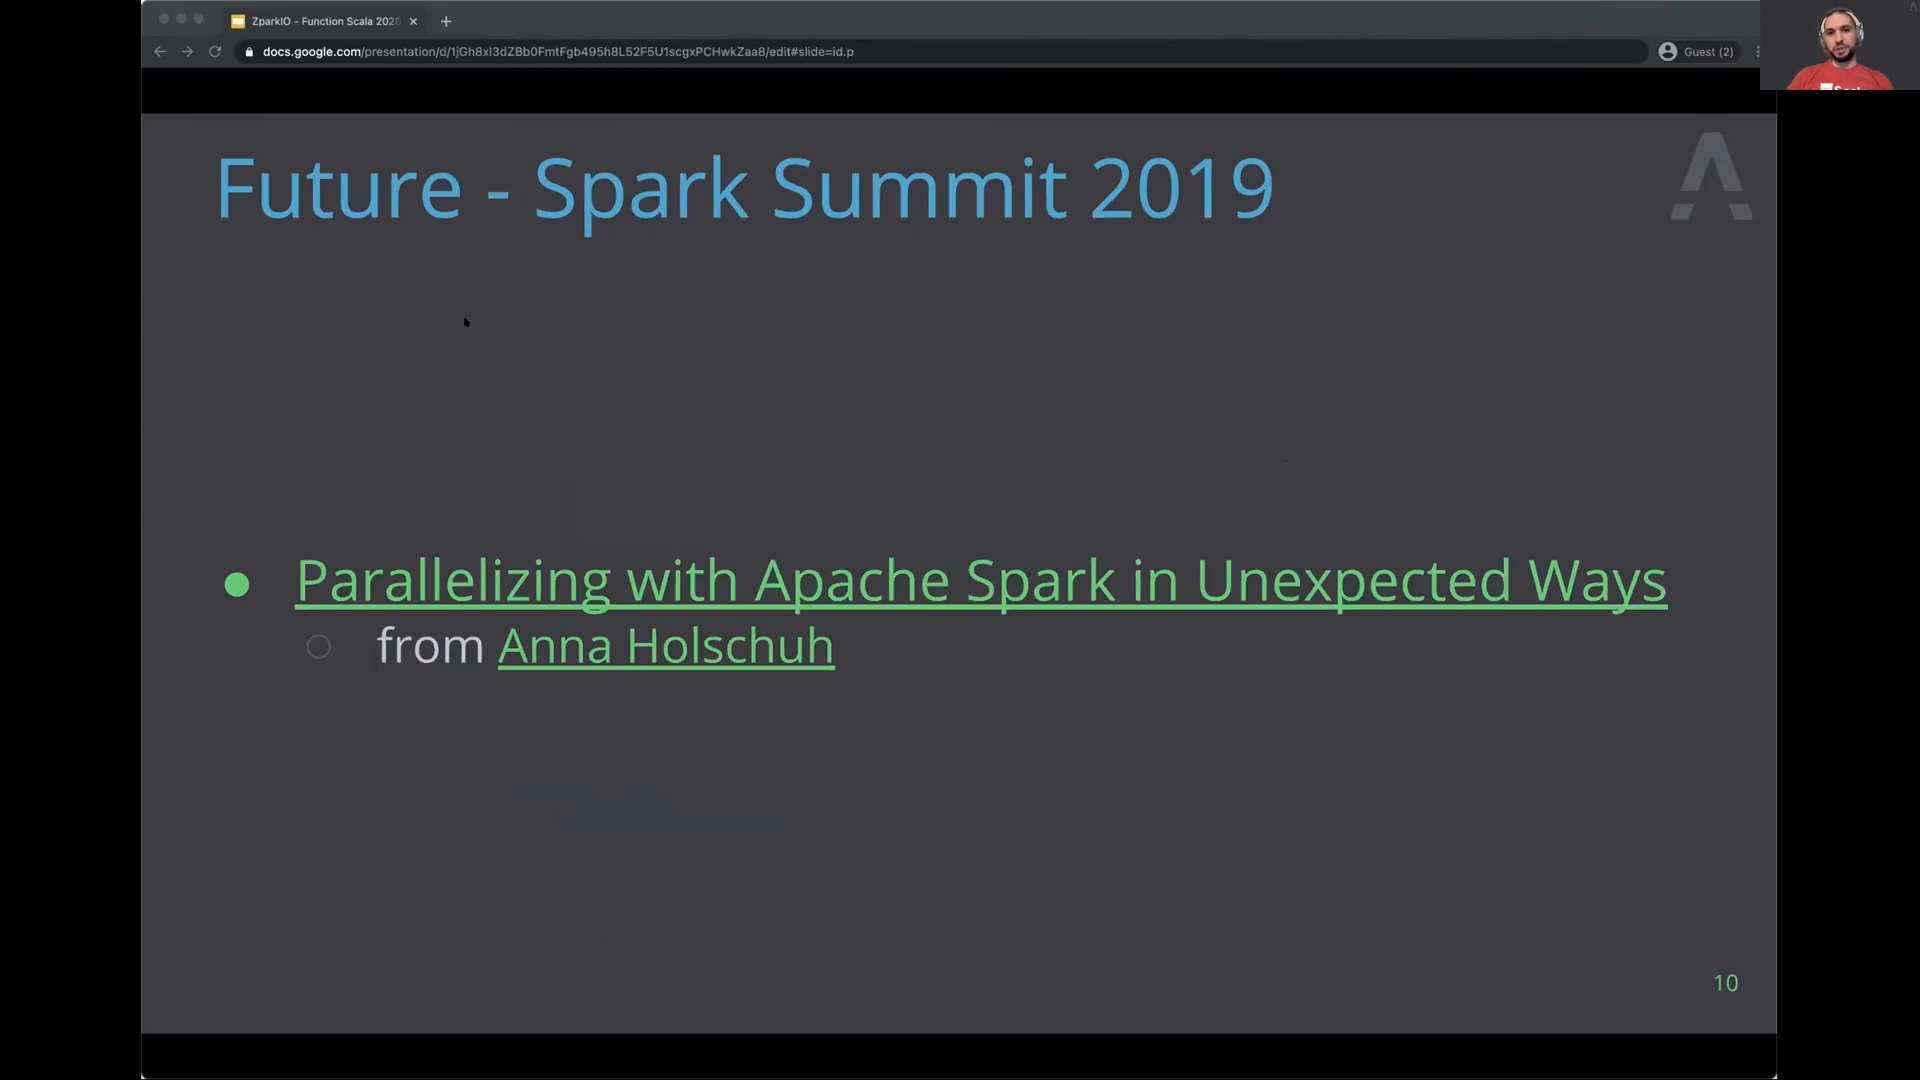 ZparkIO - Function Scala 2020
docs.google.com/presentation/d/1jGh8xI3dZBb0FmtFgb495h8L52F5U1scgxPCHwkZaa8/edit#slide=id.p
Guest (2)
Future - Spark Summit 2019
Parallelizing with Apache Spark in Unexpected Ways
from Anna Holschuh
10